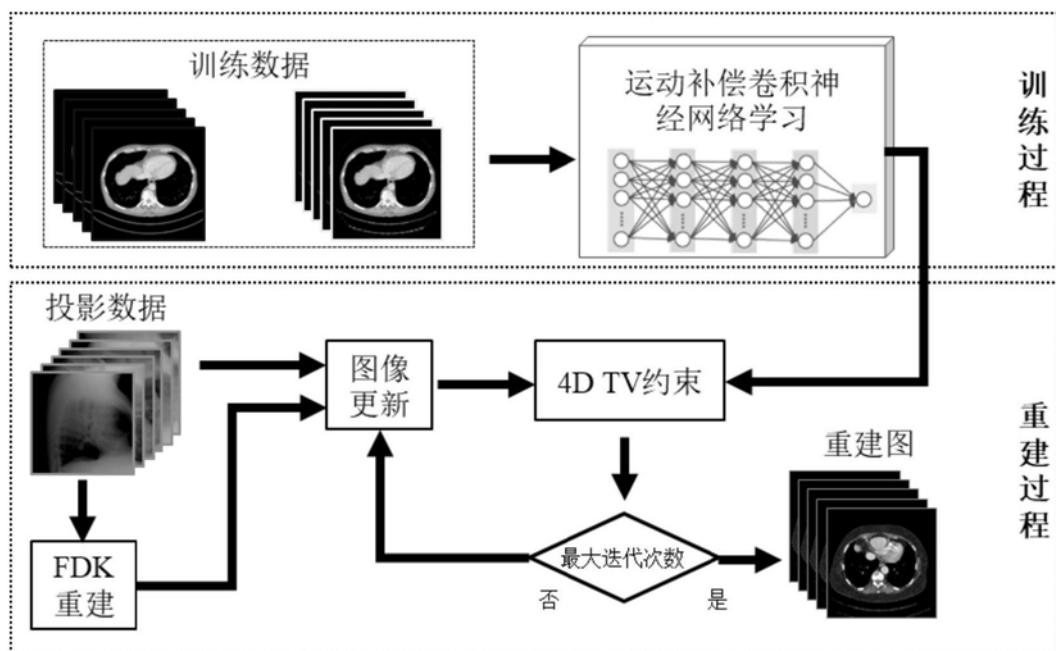 训练数据
运动补偿卷积神
经网络学习
训
练
过
程
投影数据
图像
更新
4D TV约束
重建图
重
建
过
程
最大迭代次数
FDK
重建
否
是